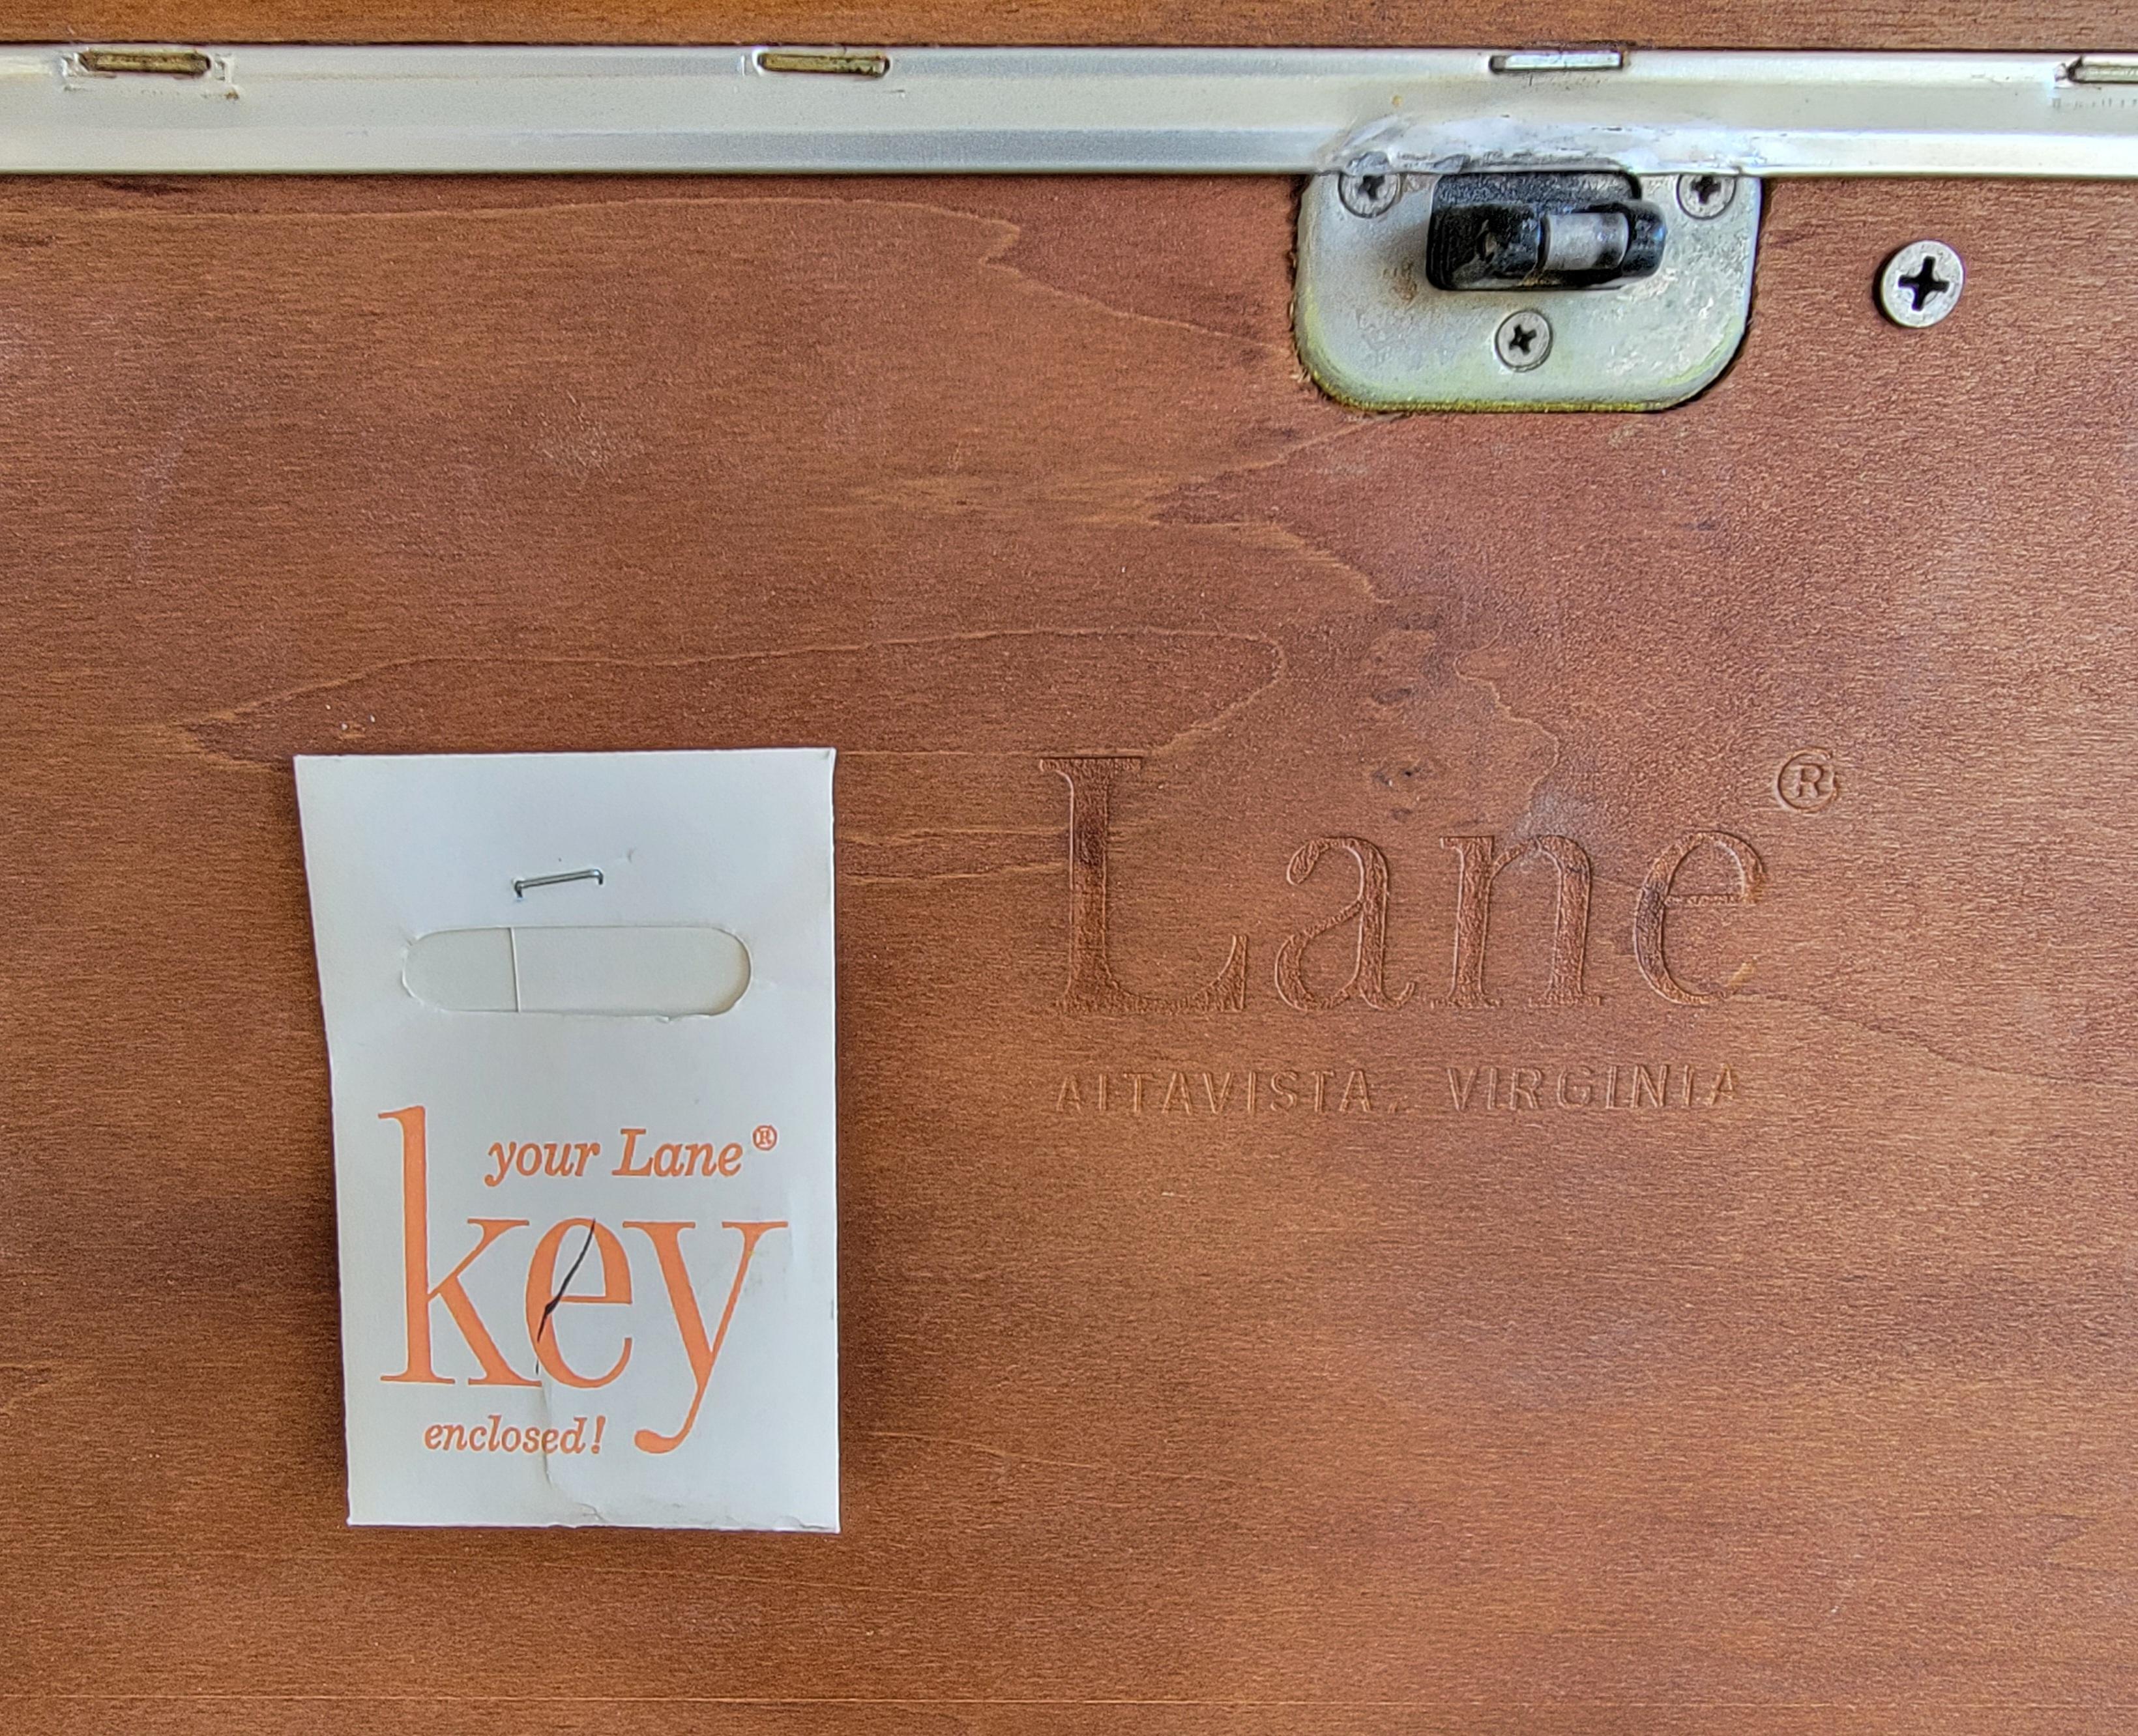 your Lane®
key
enclosed!
Lane®
ALTAVISTA, VIRGINIA